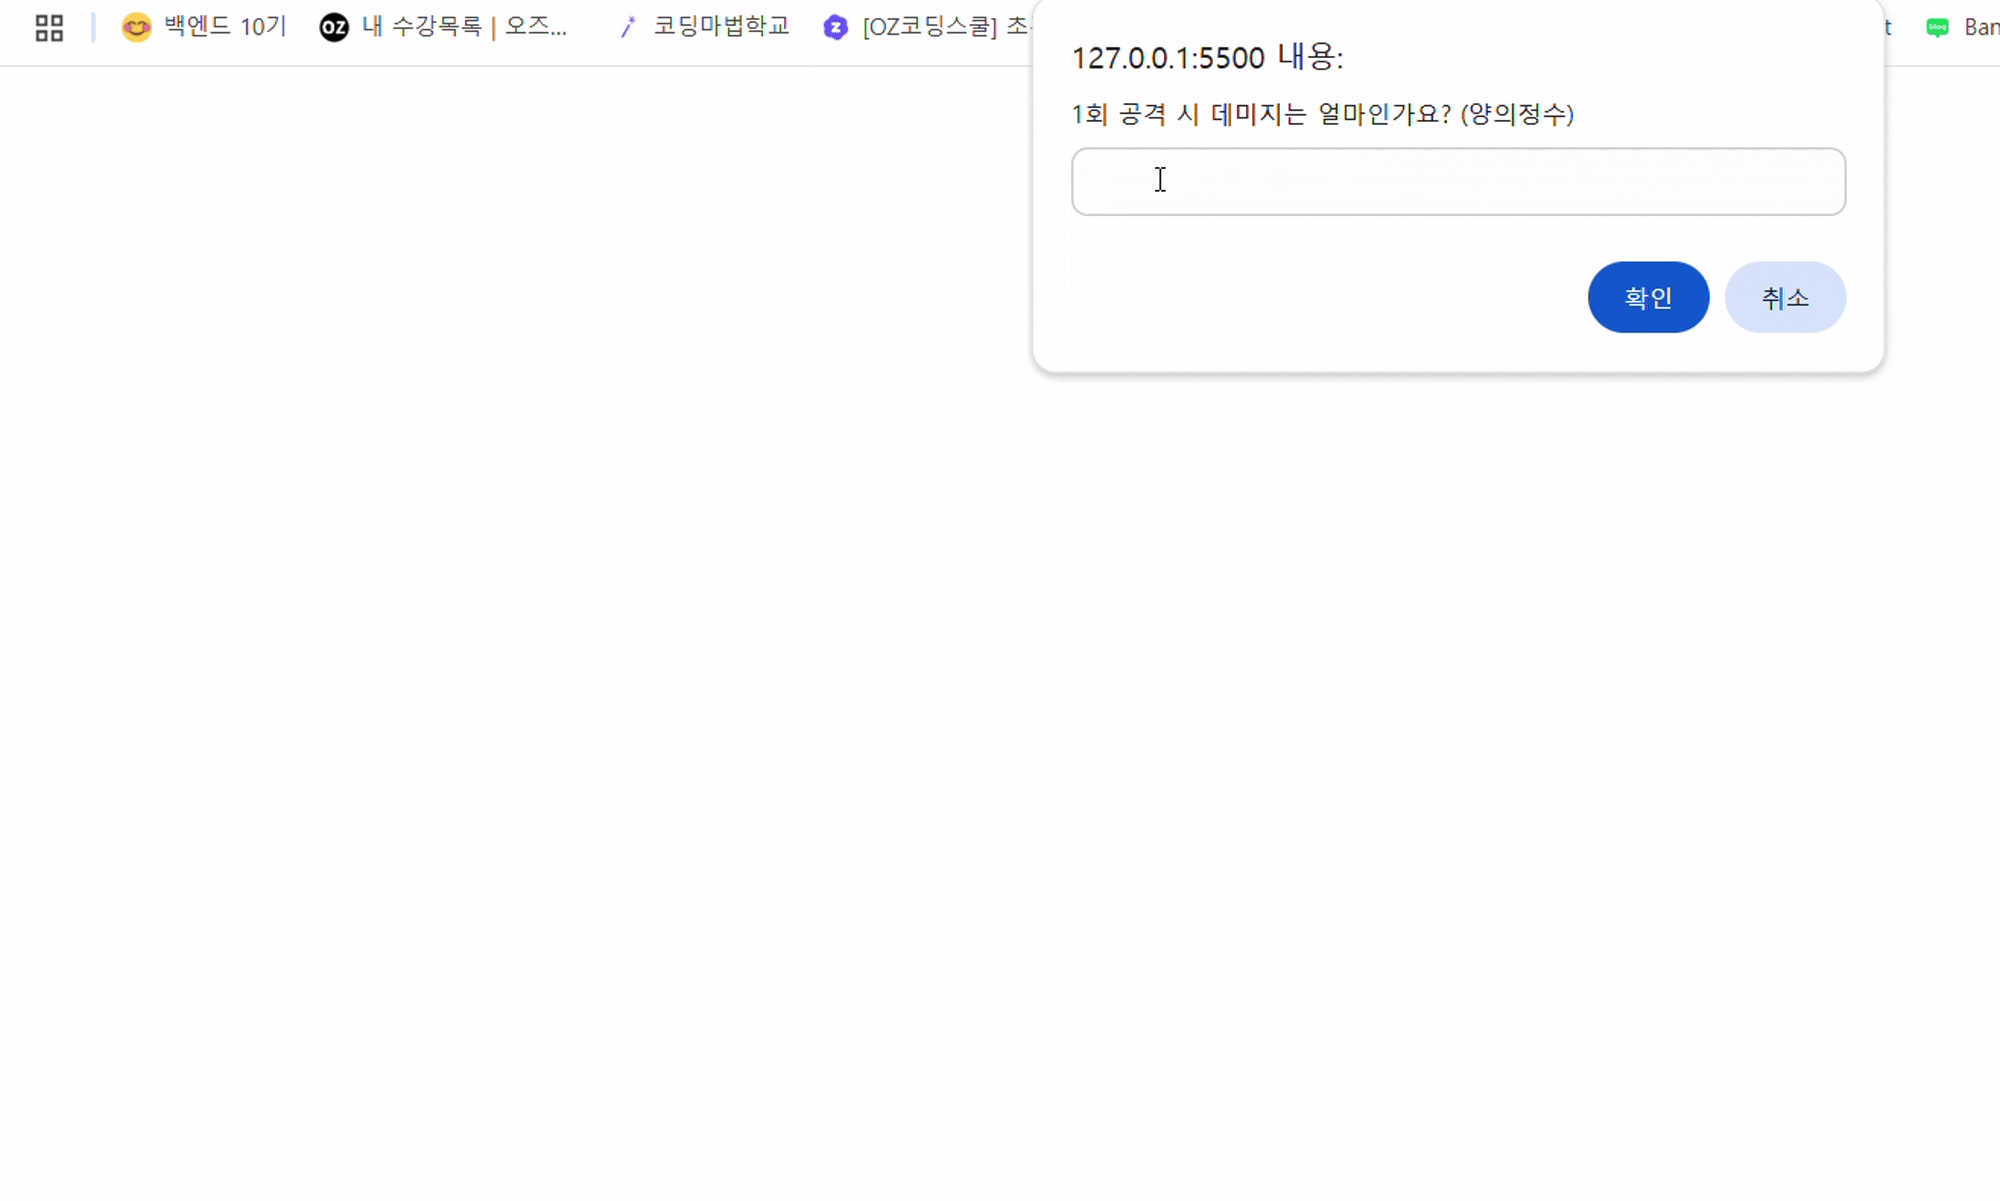 백엔드 10기
OZ 내 수강목록 | 오즈...
코딩마법학교
Z [OZ코딩스쿨] 초
t
blog Ban
127.0.0.1:5500 내용:
1회 공격 시 데미지는 얼마인가요? (양의정수)
확인
취소